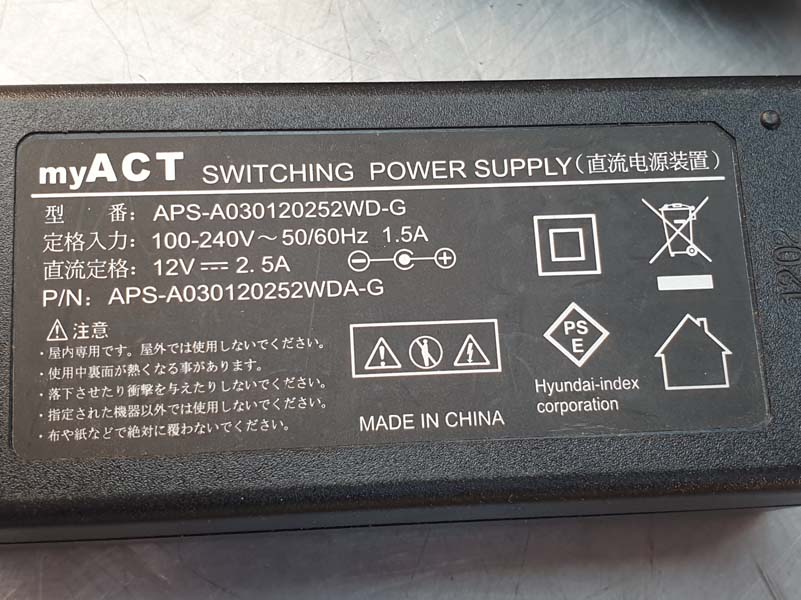 myACT SWITCHING POWER SUPPLY(直流电源装置)
型 番: APS-A030120252WD-G
定格入力: 100-240V～50/60Hz 1.5A
直流定格: 12V⎓2.5A
P/N: APS-A030120252WDA-G
⚠注意
・屋内専用です。屋外では使用しないでください。
・使用中裏面が熱くなる事があります。
・落下させたり衝撃を与えたりしないでください。
・指定された機器以外では使用しないでください。
・布や紙などで絶対に覆わないでください。
MADE IN CHINA
PS
E
Hyundai-index
corporation